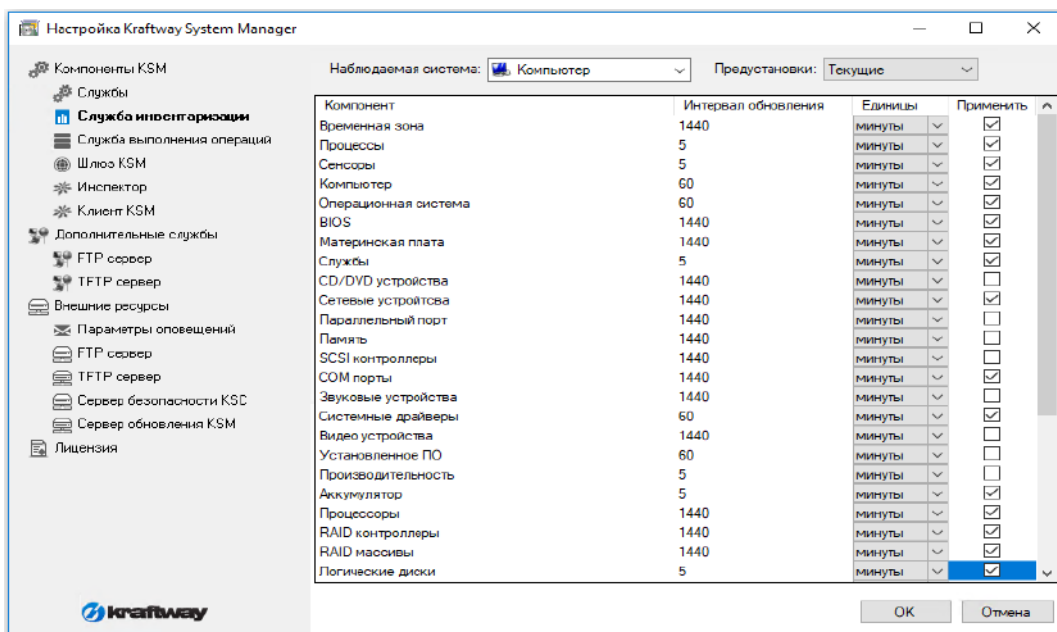 Настройка Kraftway System Manager
Компоненты KSM
Службы
Служба инвентаризации
Служба выполнения операций
Шлюз KSM
Инспектор
Клиент KSM
Дополнительные службы
FTP сервер
TFTP сервер
Внешние ресурсы
Параметры оповещений
FTP сервер
TFTP сервер
Сервер безопасности KSC
Сервер обновления KSM
Лицензия
kraftway
Наблюдаемая система: Компьютер Предустановки: Текущие
Компонент Интервал обновления Единицы Применить
Временная зона 1440 минуты
Процессы 5 минуты
Сенсоры 5 минуты
Компьютер 60 минуты
Операционная система 60 минуты
BIOS 1440 минуты
Материнская плата 1440 минуты
Службы 5 минуты
CD/DVD устройства 1440 минуты
Сетевые устройтсва 1440 минуты
Параллельный порт 1440 минуты
Память 1440 минуты
SCSI контроллеры 1440 минуты
COM порты 1440 минуты
Звуковые устройства 1440 минуты
Системные драйверы 60 минуты
Видео устройства 1440 минуты
Установленное ПО 60 минуты
Производительность 5 минуты
Аккумулятор 5 минуты
Процессоры 1440 минуты
RAID контроллеры 1440 минуты
RAID массивы 1440 минуты
Логические диски 5 минуты
OK Отмена